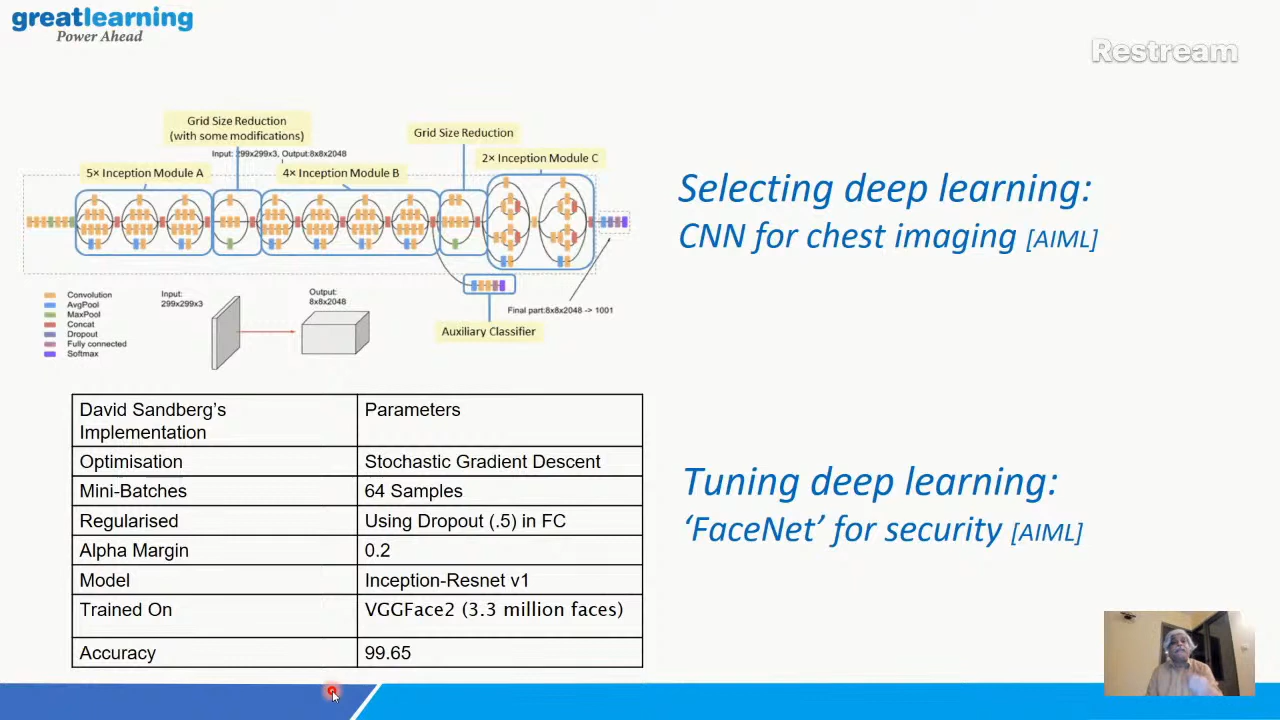 greatlearning
Power Ahead
Restream
Grid Size Reduction
(with some modifications)
Grid Size Reduction
Input: 299x299x3, Output:8x8x2048
2× Inception Module C
5× Inception Module A
4× Inception Module B
Selecting deep learning:
CNN for chest imaging [AIML]
Convolution
AvgPool
MaxPool
Concat
Dropout
Fully connected
Softmax
Input:
299x299x3
Output:
8x8x2048
Final part:8x8x2048 -> 1001
Auxiliary Classifier
David Sandberg's
Implementation
Parameters
Optimisation
Stochastic Gradient Descent
Mini-Batches
64 Samples
Regularised
Using Dropout (.5) in FC
Alpha Margin
0.2
Model
Inception-Resnet v1
Trained On
VGGFace2 (3.3 million faces)
Accuracy
99.65
Tuning deep learning:
‘FaceNet’ for security [AIML]